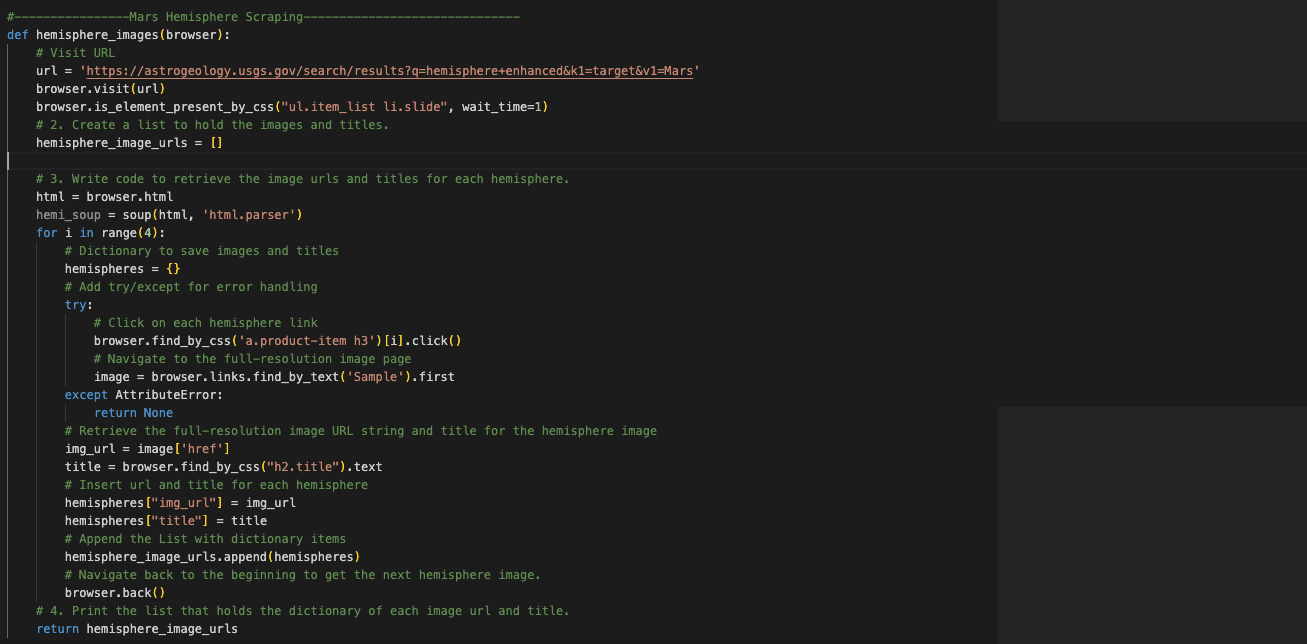 #----------------Mars Hemisphere Scraping------------------------------
def hemisphere_images(browser):
    # Visit URL
    url = 'https://astrogeology.usgs.gov/search/results?q=hemisphere+enhanced&k1=target&v1=Mars'
    browser.visit(url)
    browser.is_element_present_by_css("ul.item_list li.slide", wait_time=1)
    # 2. Create a list to hold the images and titles.
    hemisphere_image_urls = []
    # 3. Write code to retrieve the image urls and titles for each hemisphere.
    html = browser.html
    hemi_soup = soup(html, 'html.parser')
    for i in range(4):
        # Dictionary to save images and titles
        hemispheres = {}
        # Add try/except for error handling
        try:
            # Click on each hemisphere link
            browser.find_by_css('a.product-item h3')[i].click()
            # Navigate to the full-resolution image page
            image = browser.links.find_by_text('Sample').first
        except AttributeError:
            return None
        # Retrieve the full-resolution image URL string and title for the hemisphere image
        img_url = image['href']
        title = browser.find_by_css("h2.title").text
        # Insert url and title for each hemisphere
        hemispheres["img_url"] = img_url
        hemispheres["title"] = title
        # Append the List with dictionary items
        hemisphere_image_urls.append(hemispheres)
        # Navigate back to the beginning to get the next hemisphere image.
        browser.back()
    # 4. Print the list that holds the dictionary of each image url and title.
    return hemisphere_image_urls